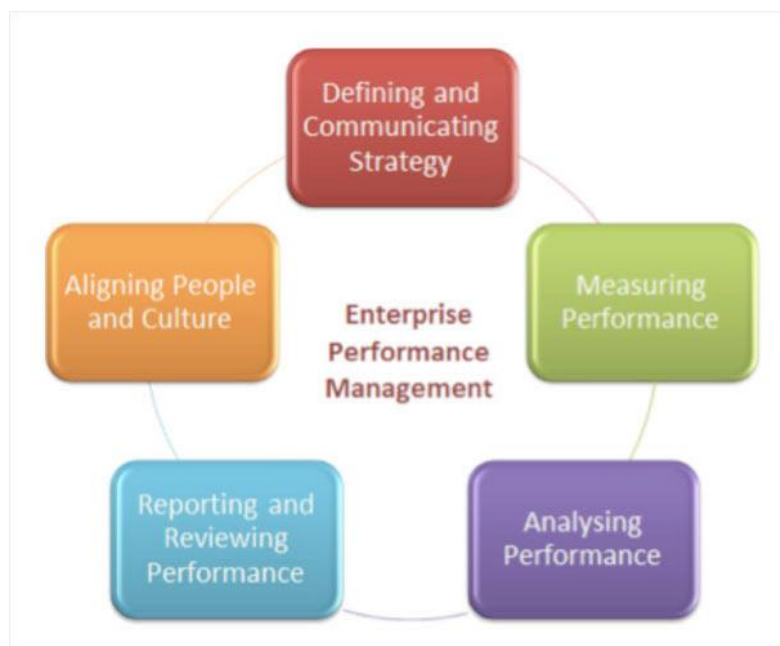 Defining and
Communicating
Strategy
Aligning People
and Culture
Measuring
Performance
Enterprise
Performance
Management
Reporting and
Reviewing
Performance
Analysing
Performance